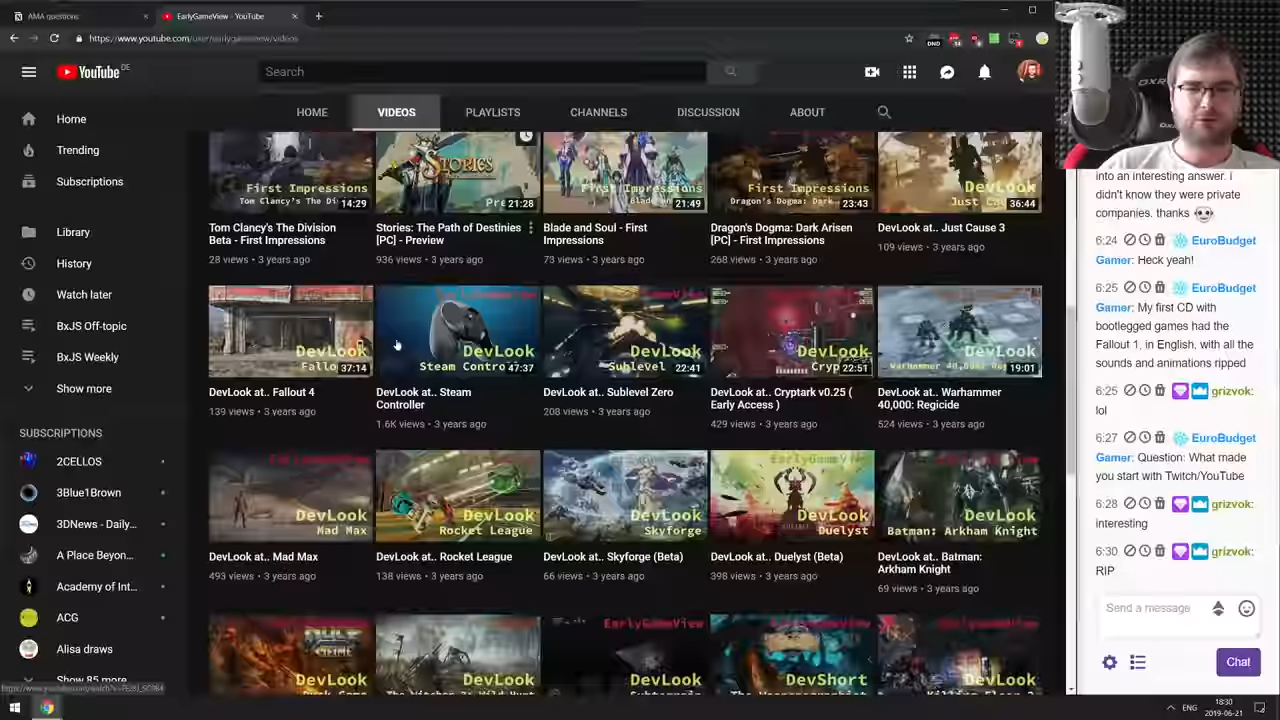 AMA questions
EarlyGameView - YouTube
https://www.youtube.com/user/earlygameview/videos
YouTube DE
Search
HOME
VIDEOS
PLAYLISTS
CHANNELS
DISCUSSION
ABOUT
Home
Trending
Subscriptions
Library
History
Watch later
BxJS Off-topic
BxJS Weekly
Show more
SUBSCRIPTIONS
2CELLOS
3Blue1Brown
3DNews - Daily...
A Place Beyon...
Academy of Int...
ACG
Alisa draws
Show 85 more
First Impressions
14:29
Tom Clancy's The Division
Beta - First Impressions
28 views • 3 years ago
STORIES
21:28
Stories: The Path of Destinies
[PC] - Preview
936 views • 3 years ago
First Impressions
21:49
Blade and Soul - First
Impressions
73 views • 3 years ago
First Impressions
Dragon's Dogma: Dark
23:43
Dragon's Dogma: Dark Arisen
[PC] - First Impressions
268 views • 3 years ago
DevLook
Just Cau
36:44
DevLook at.. Just Cause 3
109 views • 3 years ago
DevLook
Fallo
37:14
DevLook at.. Fallout 4
139 views • 3 years ago
DevLook
Steam Contro
47:37
DevLook at.. Steam
Controller
1.6K views • 3 years ago
DevLook
Sublevel
22:41
DevLook at.. Sublevel Zero
208 views • 3 years ago
DevLook
Cryp
22:51
DevLook at.. Cryptark v0.25 (
Early Access )
429 views • 3 years ago
DevLook
Warhammer
19:01
DevLook at.. Warhammer
40,000: Regicide
524 views • 3 years ago
DevLook
Mad Max
DevLook at.. Mad Max
493 views • 3 years ago
DevLook
Rocket League
DevLook at.. Rocket League
138 views • 3 years ago
DevLook
Skyforge
DevLook at.. Skyforge (Beta)
66 views • 3 years ago
EarlyGameView
DevLook
Duelyst
DevLook at.. Duelyst (Beta)
398 views • 3 years ago
DevLook
Batman: Arkham Knight
DevLook at.. Batman:
Arkham Knight
69 views • 3 years ago
DevLook
DevLook
EarlyGameView
DevLook
DevShort
DevLook
into an interesting answer. i
didn't know they were private
companies. thanks
6:24 EuroBudget
Gamer: Heck yeah!
6:25 EuroBudget
Gamer: My first CD with
bootlegged games had the
Fallout 1, in English, with all the
sounds and animations ripped
6:25 grizvok:
lol
6:27 EuroBudget
Gamer: Question: What made
you start with Twitch/YouTube
6:28 grizvok:
interesting
6:30 grizvok:
RIP
Send a message
Chat
ENG
18:30
2019-06-21